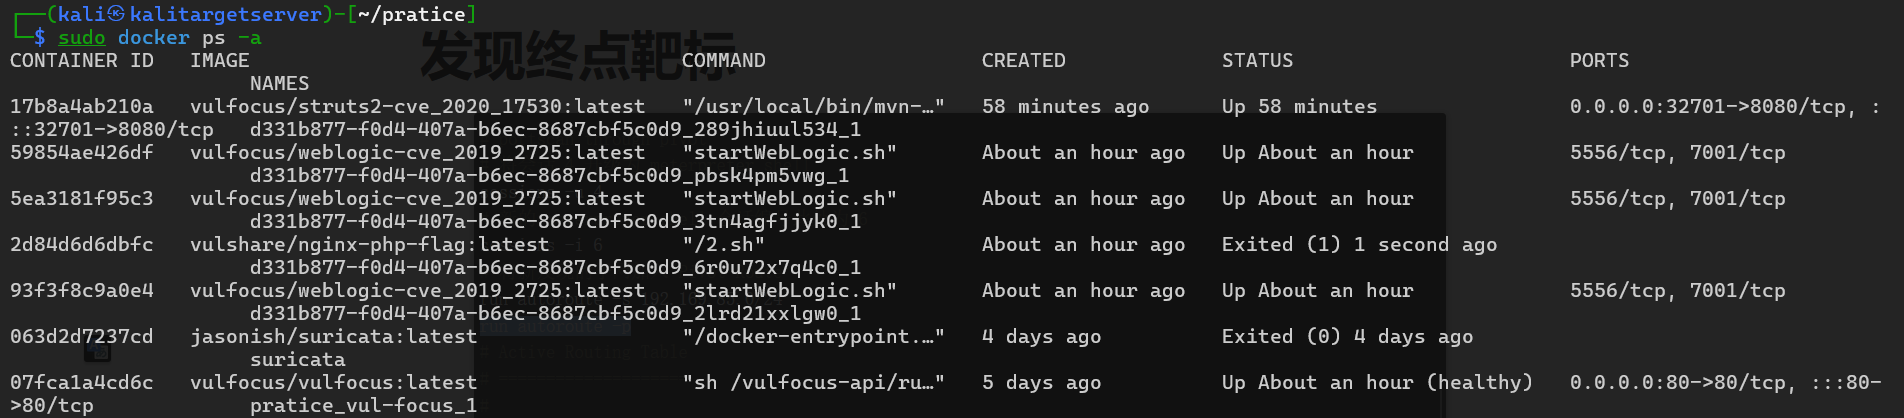 ┌──(kali㉿kalitargetserver)-[~/pratice]
└─$ sudo docker ps -a
发现终点靶标
CONTAINER ID   IMAGE   COMMAND   CREATED   STATUS   PORTS
NAMES
17b8a4ab210a   vulfocus/struts2-cve_2020_17530:latest   "/usr/local/bin/mvn-…"   58 minutes ago   Up 58 minutes   0.0.0.0:32701->8080/tcp, :
::32701->8080/tcp   d331b877-f0d4-407a-b6ec-8687cbf5c0d9_289jhiuul534_1
59854ae426df   vulfocus/weblogic-cve_2019_2725:latest   "startWebLogic.sh"   About an hour ago   Up About an hour   5556/tcp, 7001/tcp
d331b877-f0d4-407a-b6ec-8687cbf5c0d9_pbsk4pm5vwg_1
5ea3181f95c3   vulfocus/weblogic-cve_2019_2725:latest   "startWebLogic.sh"   About an hour ago   Up About an hour   5556/tcp, 7001/tcp
d331b877-f0d4-407a-b6ec-8687cbf5c0d9_3tn4agfjjyk0_1
2d84d6d6dbfc   vulshare/nginx-php-flag:latest   "/2.sh"   About an hour ago   Exited (1) 1 second ago
d331b877-f0d4-407a-b6ec-8687cbf5c0d9_6r0u72x7q4c0_1
93f3f8c9a0e4   vulfocus/weblogic-cve_2019_2725:latest   "startWebLogic.sh"   About an hour ago   Up About an hour   5556/tcp, 7001/tcp
d331b877-f0d4-407a-b6ec-8687cbf5c0d9_2lrd21xxlgw0_1
063d2d7237cd   jasonish/suricata:latest   "/docker-entrypoint.…"   4 days ago   Exited (0) 4 days ago
suricata
run autoroute -p
Active Routing Table
07fca1a4cd6c   vulfocus/vulfocus:latest   "sh /vulfocus-api/ru…"   5 days ago   Up About an hour (healthy)   0.0.0.0:80->80/tcp, :::80-
>80/tcp   pratice_vul-focus_1